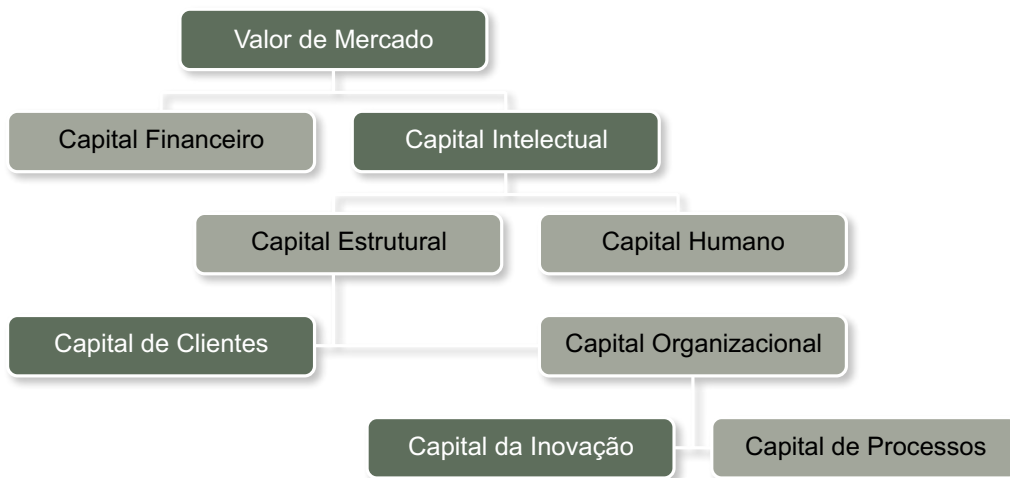 Valor de Mercado
Capital Financeiro
Capital Intelectual
Capital Estrutural
Capital Humano
Capital de Clientes
Capital Organizacional
Capital da Inovação
Capital de Processos